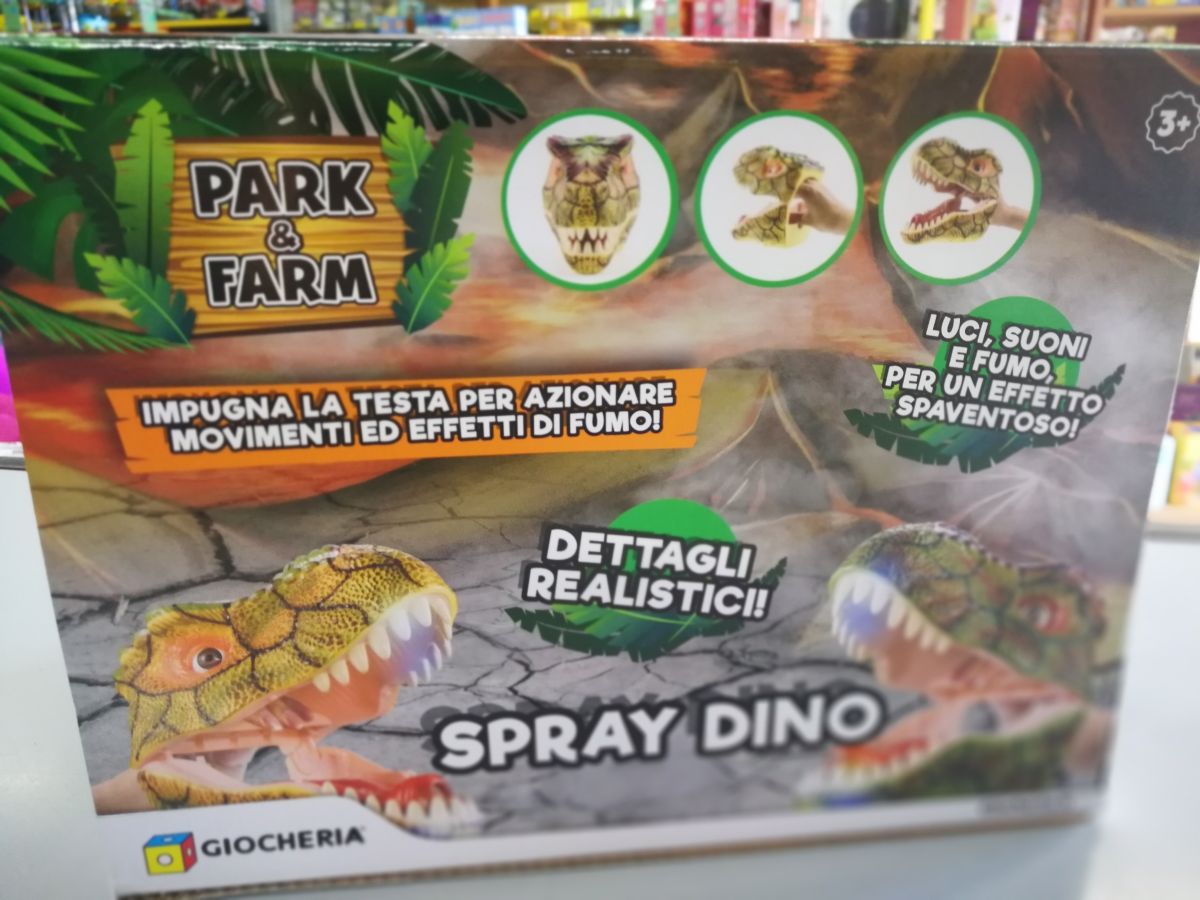 PARK
&
FARM
3+
LUCI, SUONI
E FUMO,
PER UN EFFETTO
SPAVENTOSO!
IMPUGNA LA TESTA PER AZIONARE
MOVIMENTI ED EFFETTI DI FUMO!
DETTAGLI
REALISTICI!
SPRAY DINO
GIOCHERIA